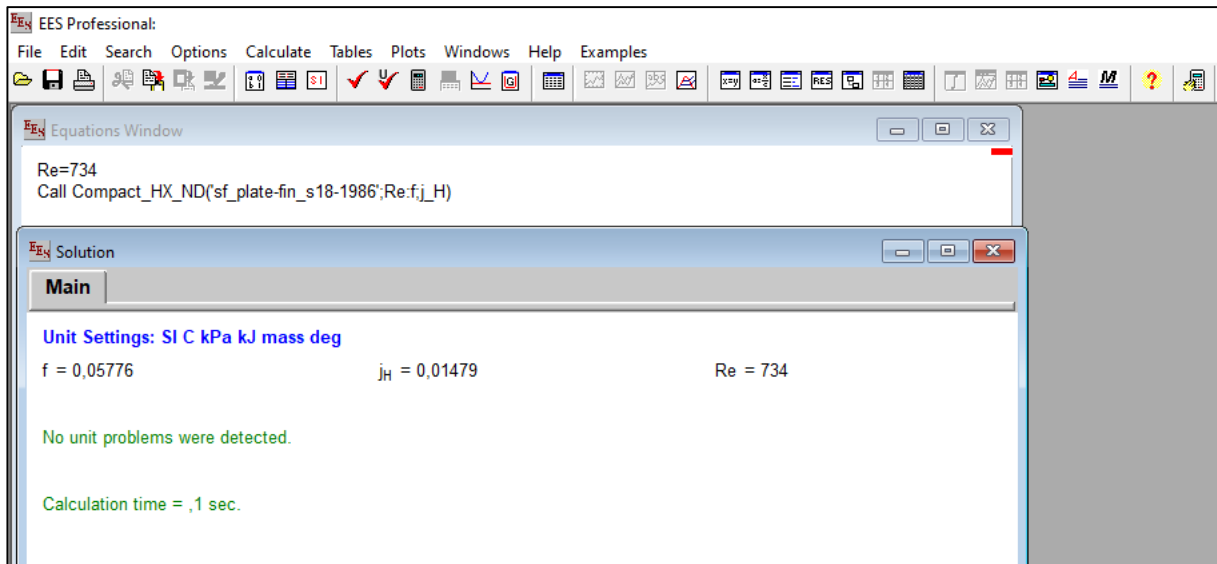 EES Professional:
File Edit Search Options Calculate Tables Plots Windows Help Examples
Equations Window
Re=734
Call Compact_HX_ND('sf_plate-fin_s18-1986';Re:f;j_H)
Solution
Main
Unit Settings: SI C kPa kJ mass deg
f = 0,05776 jH = 0,01479 Re = 734
No unit problems were detected.
Calculation time = ,1 sec.